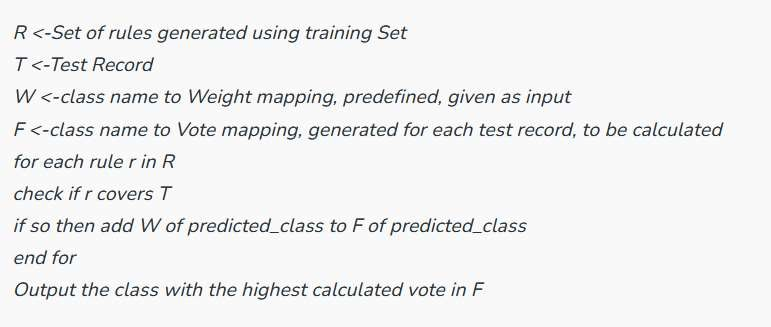 R <-Set of rules generated using training Set
T <-Test Record
W <-class name to Weight mapping, predefined, given as input
F <-class name to Vote mapping, generated for each test record, to be calculated
for each rule r in R
check if r covers T
if so then add W of predicted_class to F of predicted_class
end for
Output the class with the highest calculated vote in F